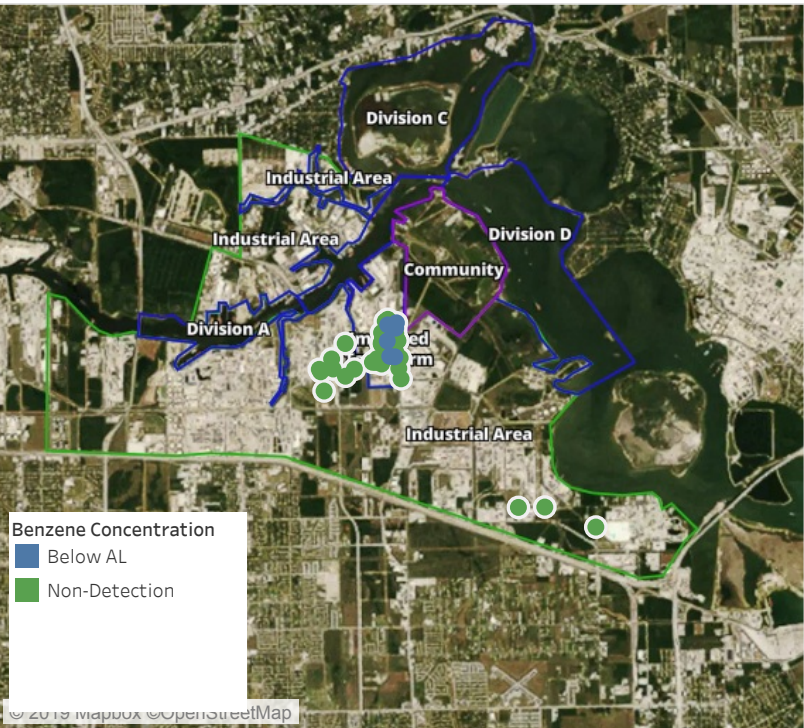 Division C
Industrial Area
Division D
Industrial Area
Community
Division A
Industrial Area
Benzene Concentration
Below AL
Non-Detection
© 2019 Mapbox ©OpenStreetMap